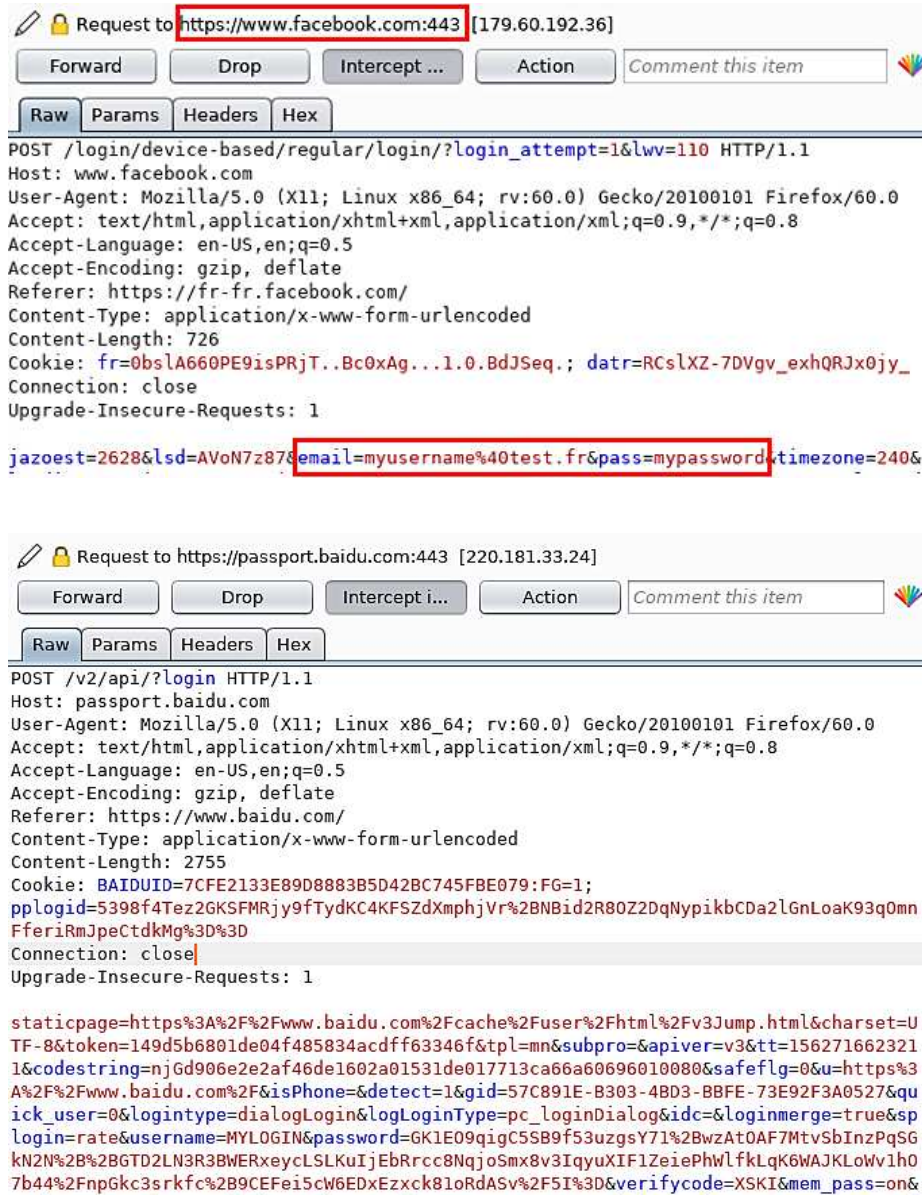 Request to https://www.facebook.com:443 [179.60.192.36]
Forward Drop Intercept ... Action Comment this item
Raw Params Headers Hex
POST /login/device-based/regular/login/?login_attempt=1&lwv=110 HTTP/1.1
Host: www.facebook.com
User-Agent: Mozilla/5.0 (X11; Linux x86_64; rv:60.0) Gecko/20100101 Firefox/60.0
Accept: text/html,application/xhtml+xml,application/xml;q=0.9,*/*;q=0.8
Accept-Language: en-US,en;q=0.5
Accept-Encoding: gzip, deflate
Referer: https://fr-fr.facebook.com/
Content-Type: application/x-www-form-urlencoded
Content-Length: 726
Cookie: fr=0bslA660PE9isPRjT..Bc0xAg...1.0.BdJSeq.; datr=RCslXZ-7DVgv_exhQRJx0jy_
Connection: close
Upgrade-Insecure-Requests: 1
jazoest=2628&lsd=AVoN7z87&email=myusername%40test.fr&pass=mypassword&timezone=240&
Request to https://passport.baidu.com:443 [220.181.33.24]
Forward Drop Intercept i... Action Comment this item
Raw Params Headers Hex
POST /v2/api/?login HTTP/1.1
Host: passport.baidu.com
User-Agent: Mozilla/5.0 (X11; Linux x86_64; rv:60.0) Gecko/20100101 Firefox/60.0
Accept: text/html,application/xhtml+xml,application/xml;q=0.9,*/*;q=0.8
Accept-Language: en-US,en;q=0.5
Accept-Encoding: gzip, deflate
Referer: https://www.baidu.com/
Content-Type: application/x-www-form-urlencoded
Content-Length: 2755
Cookie: BAIDUID=7CFE2133E89D8883B5D42BC745FBE079:FG=1;
pplogid=5398f4Tez2GKSFMRjy9fTydKC4KFSZdXmphjVr%2BNBid2R8OZ2DqNypikbCDa2lGnLoaK93qOmn
FferiRmJpeCtdkMg%3D%3D
Connection: close
Upgrade-Insecure-Requests: 1
staticpage=https%3A%2F%2Fwww.baidu.com%2Fcache%2Fuser%2Fhtml%2Fv3Jump.html&charset=U
TF-8&token=149d5b6801de04f485834acdff63346f&tpl=mn&subpro=&apiver=v3&tt=156271662321
1&codestring=njGd906e2e2af46de1602a01531de017713ca66a60696010080&safeflg=0&u=https%3
A%2F%2Fwww.baidu.com%2F&isPhone=&detect=1&gid=57C891E-B303-4BD3-BBFE-73E92F3A0527&qu
ick_user=0&logintype=dialogLogin&logLoginType=pc_loginDialog&idc=&loginmerge=true&sp
login=rate&username=MYLOGIN&password=GK1EO9qigC5SB9f53uzgsY71%2BwzAtOAF7MtvSbInzPqSG
kN2N%2B%2BGTD2LN3R3BWERxeycLSLKuIjEbRrcc8NqjoSmx8v3IqyuXIF1ZeiePhWlfkLqK6WAJKLoWv1hO
7b44%2FnpGkc3srkfc%2B9CEFei5cW6EDxEzxck81oRdASv%2F5I%3D&verifycode=XSKI&mem_pass=on&